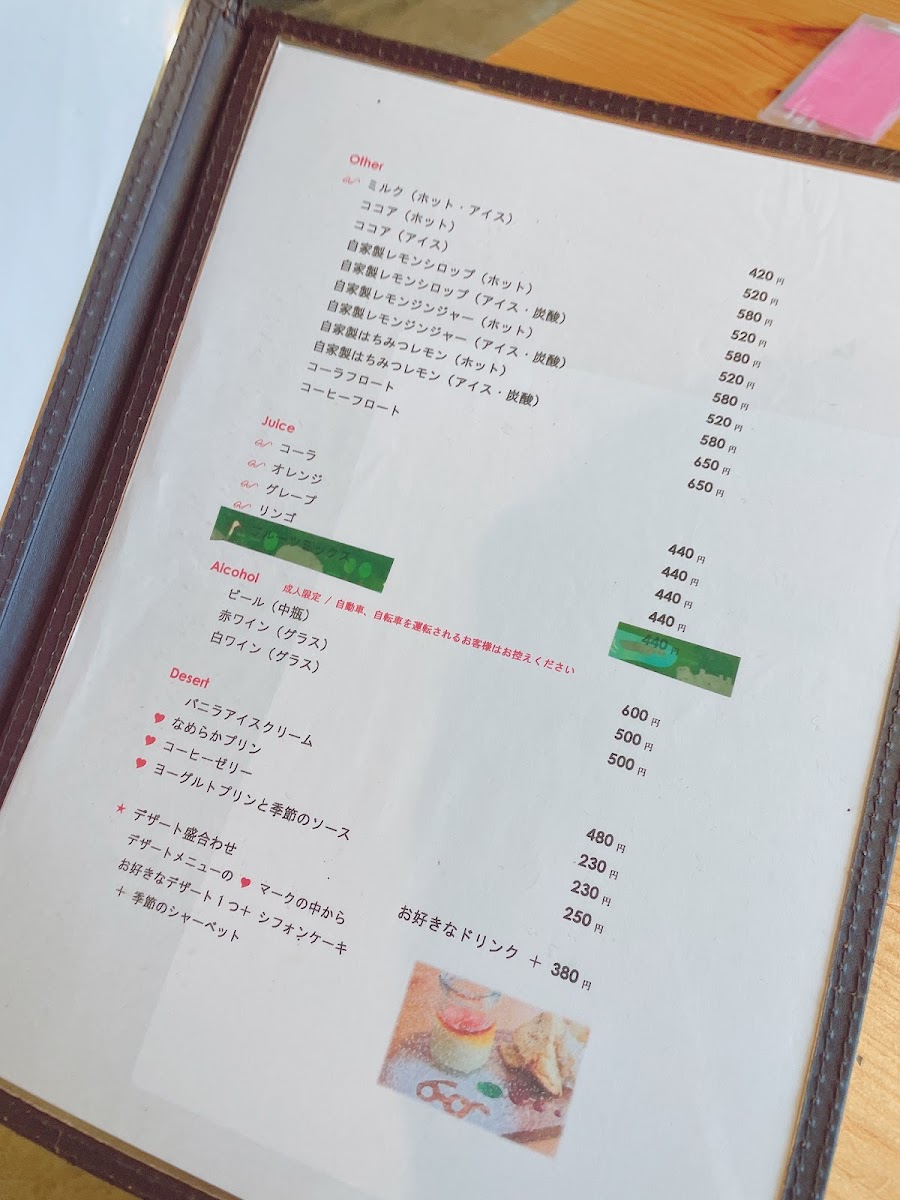 Other
ミルク（ホット・アイス） 420円
ココア（ホット） 520円
ココア（アイス） 580円
自家製レモンシロップ（ホット） 520円
自家製レモンシロップ（アイス・炭酸） 580円
自家製レモンジンジャー（ホット） 520円
自家製レモンジンジャー（アイス・炭酸） 580円
自家製はちみつレモン（ホット） 520円
自家製はちみつレモン（アイス・炭酸） 580円
コーラフロート 650円
コーヒーフロート 650円
Juice
コーラ 440円
オレンジ 440円
グレープ 440円
リンゴ 440円
フルーツミックス 440円
Alcohol 成人限定 / 自動車、自転車を運転されるお客様はお控えください
ビール（中瓶） 600円
赤ワイン（グラス） 500円
白ワイン（グラス） 500円
Desert
バニラアイスクリーム 480円
♥ なめらかプリン 230円
♥ コーヒーゼリー 230円
♥ ヨーグルトプリンと季節のソース 250円
★ デザート盛合わせ
デザートメニューの ♥ マークの中から
お好きなデザート1つ＋ シフォンケーキ
＋ 季節のシャーベット
お好きなドリンク ＋ 380円